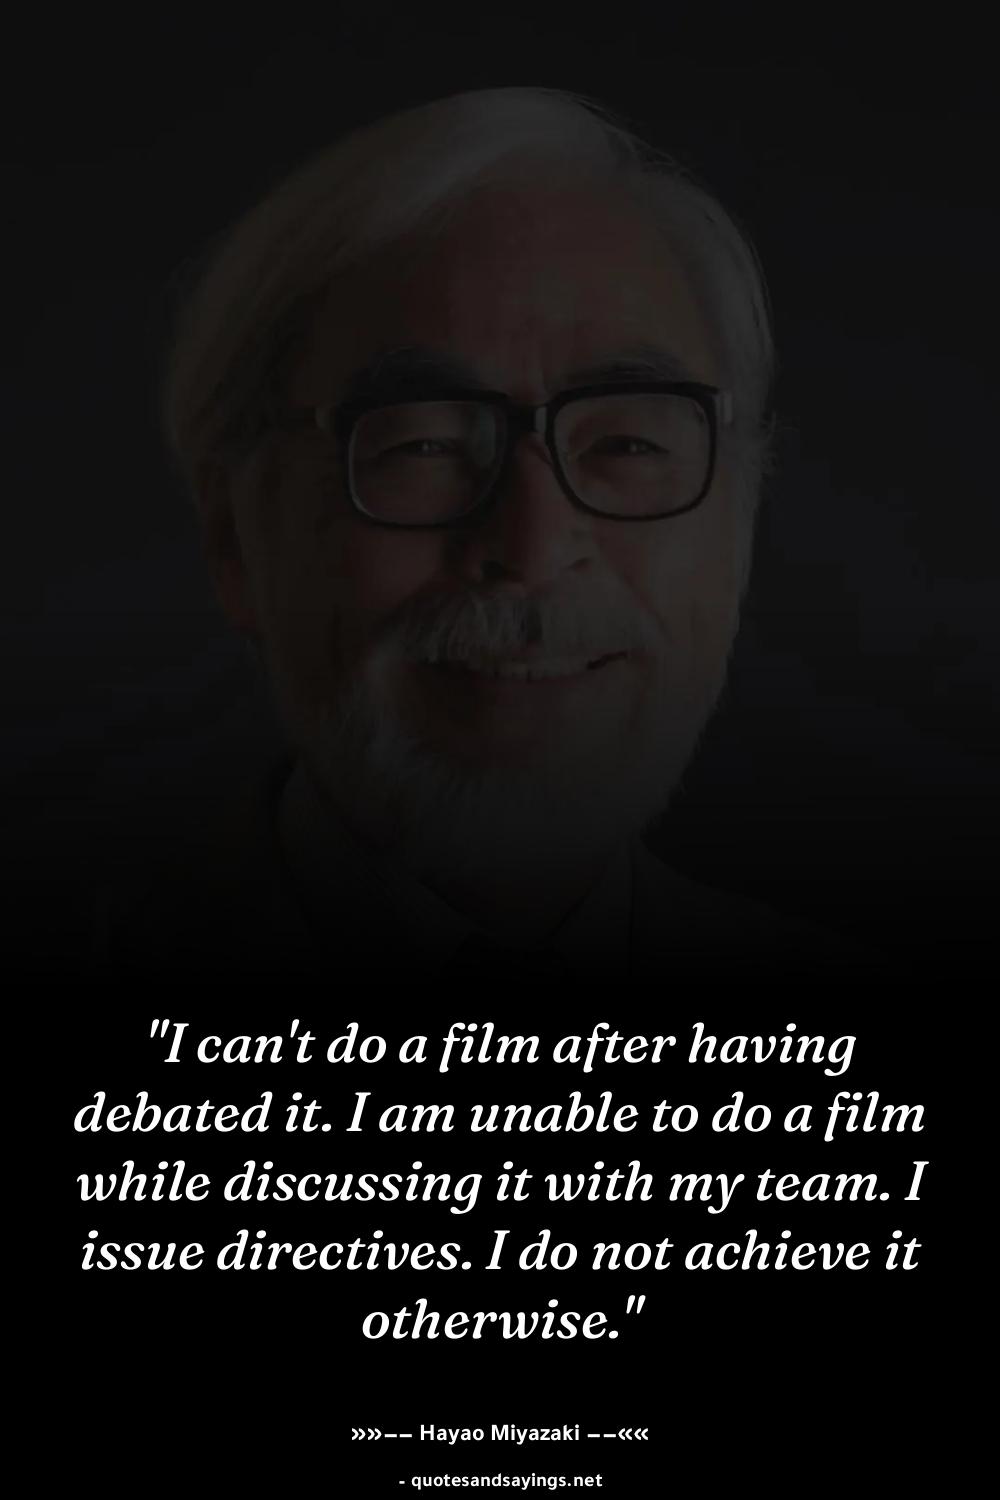 "I can't do a film after having
debated it. I am unable to do a film
while discussing it with my team. I
issue directives. I do not achieve it
otherwise."
»»–– Hayao Miyazaki ––««
- quotesandsayings.net